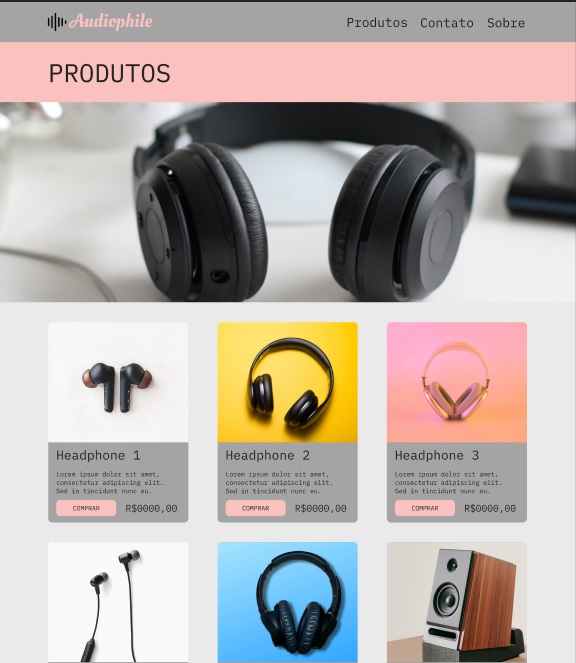 Audiophile
Produtos Contato Sobre
PRODUTOS
Headphone 1
Lorem ipsum dolor sit amet,
consectetur adipiscing elit.
Sed in tincidunt nunc eu.
COMPRAR R$0000,00
Headphone 2
Lorem ipsum dolor sit amet,
consectetur adipiscing elit.
Sed in tincidunt nunc eu.
COMPRAR R$0000,00
Headphone 3
Lorem ipsum dolor sit amet,
consectetur adipiscing elit.
Sed in tincidunt nunc eu.
COMPRAR R$0000,00